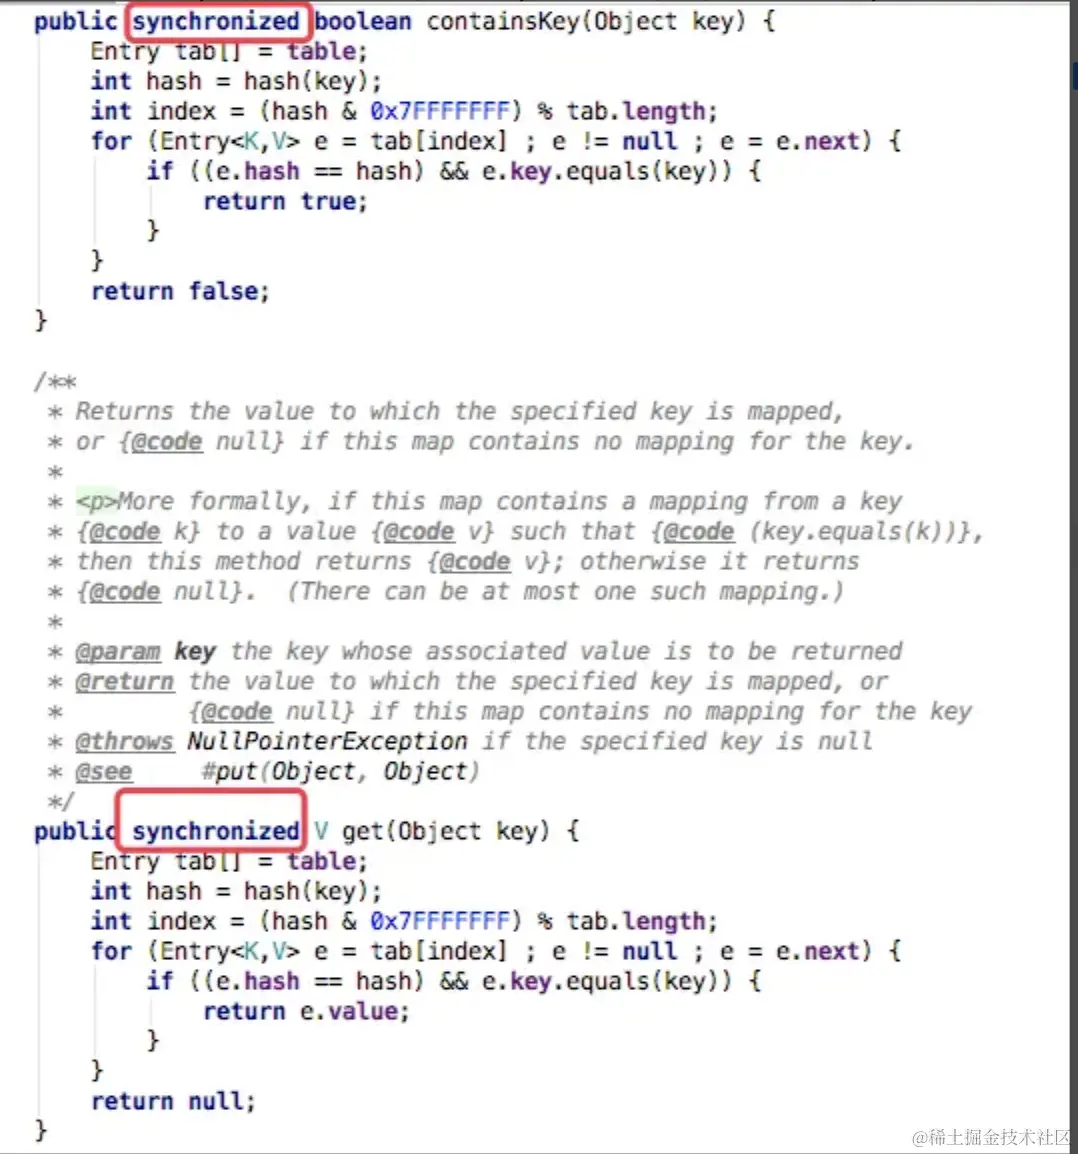 public synchronized boolean containsKey(Object key) {
    Entry tab[] = table;
    int hash = hash(key);
    int index = (hash & 0x7FFFFFFF) % tab.length;
    for (Entry<K,V> e = tab[index] ; e != null ; e = e.next) {
        if ((e.hash == hash) && e.key.equals(key)) {
            return true;
        }
    }
    return false;
}
/**
 * Returns the value to which the specified key is mapped,
 * or {@code null} if this map contains no mapping for the key.
 *
 * <p>More formally, if this map contains a mapping from a key
 * {@code k} to a value {@code v} such that {@code (key.equals(k))},
 * then this method returns {@code v}; otherwise it returns
 * {@code null}.  (There can be at most one such mapping.)
 *
 * @param key the key whose associated value is to be returned
 * @return the value to which the specified key is mapped, or
 *         {@code null} if this map contains no mapping for the key
 * @throws NullPointerException if the specified key is null
 * @see     #put(Object, Object)
 */
public synchronized V get(Object key) {
    Entry tab[] = table;
    int hash = hash(key);
    int index = (hash & 0x7FFFFFFF) % tab.length;
    for (Entry<K,V> e = tab[index] ; e != null ; e = e.next) {
        if ((e.hash == hash) && e.key.equals(key)) {
            return e.value;
        }
    }
    return null;
}
@稀土掘金技术社区